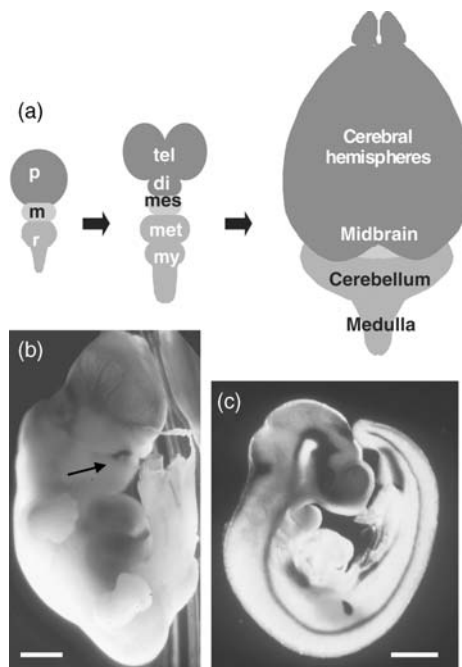 (a)
p
m
r
tel
di
mes
met
my
Cerebral
hemispheres
Midbrain
Cerebellum
Medulla
(b)
(c)